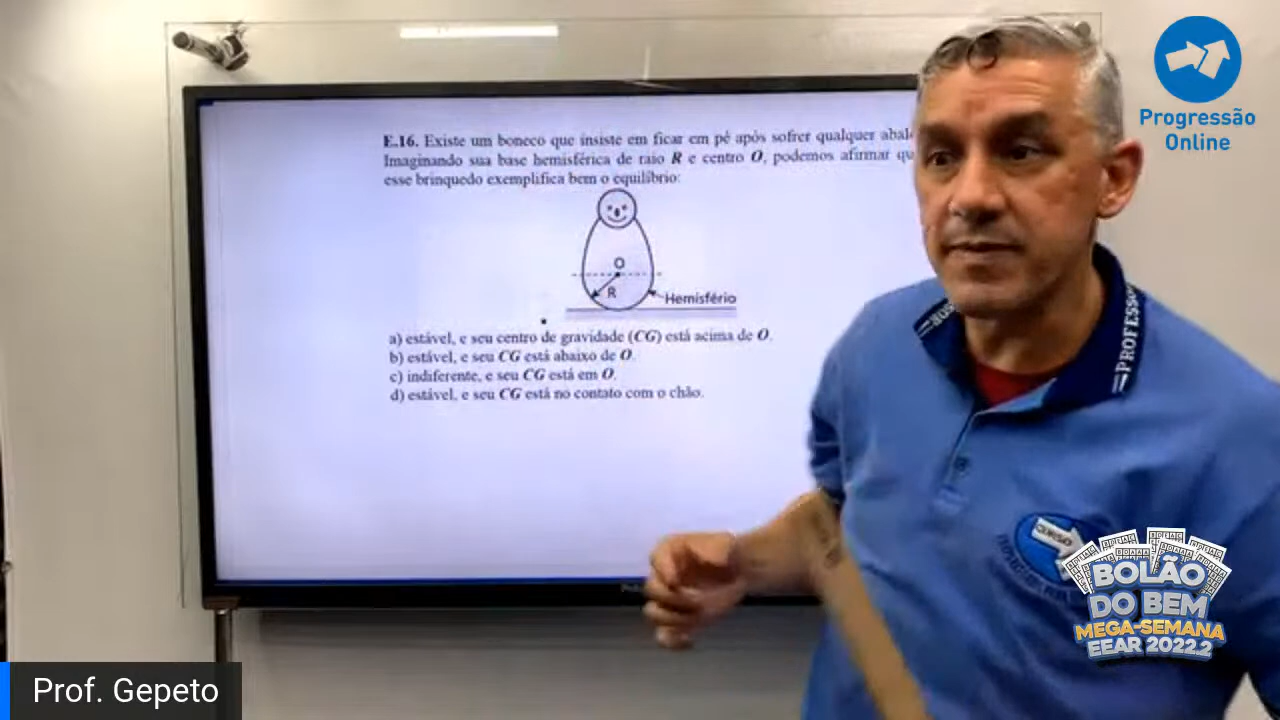 Progressão
Online
E.16. Existe um boneco que insiste em ficar em pé após sofrer qualquer
Imaginando sua base hemisférica de raio R e centro O, podemos afirmar
esse brinquedo exemplifica bem o equilíbrio:
O
R
Hemisfério
a) estável, e seu centro de gravidade (CG) está acima de O.
b) estável, e seu CG está abaixo de O.
c) indiferente, e seu CG está em O.
d) estável, e seu CG está no contato com o chão.
PROFESSO
BOLÃO
DO BEM
MEGA-SEMANA
EEAR 2022.2
Prof. Gepeto